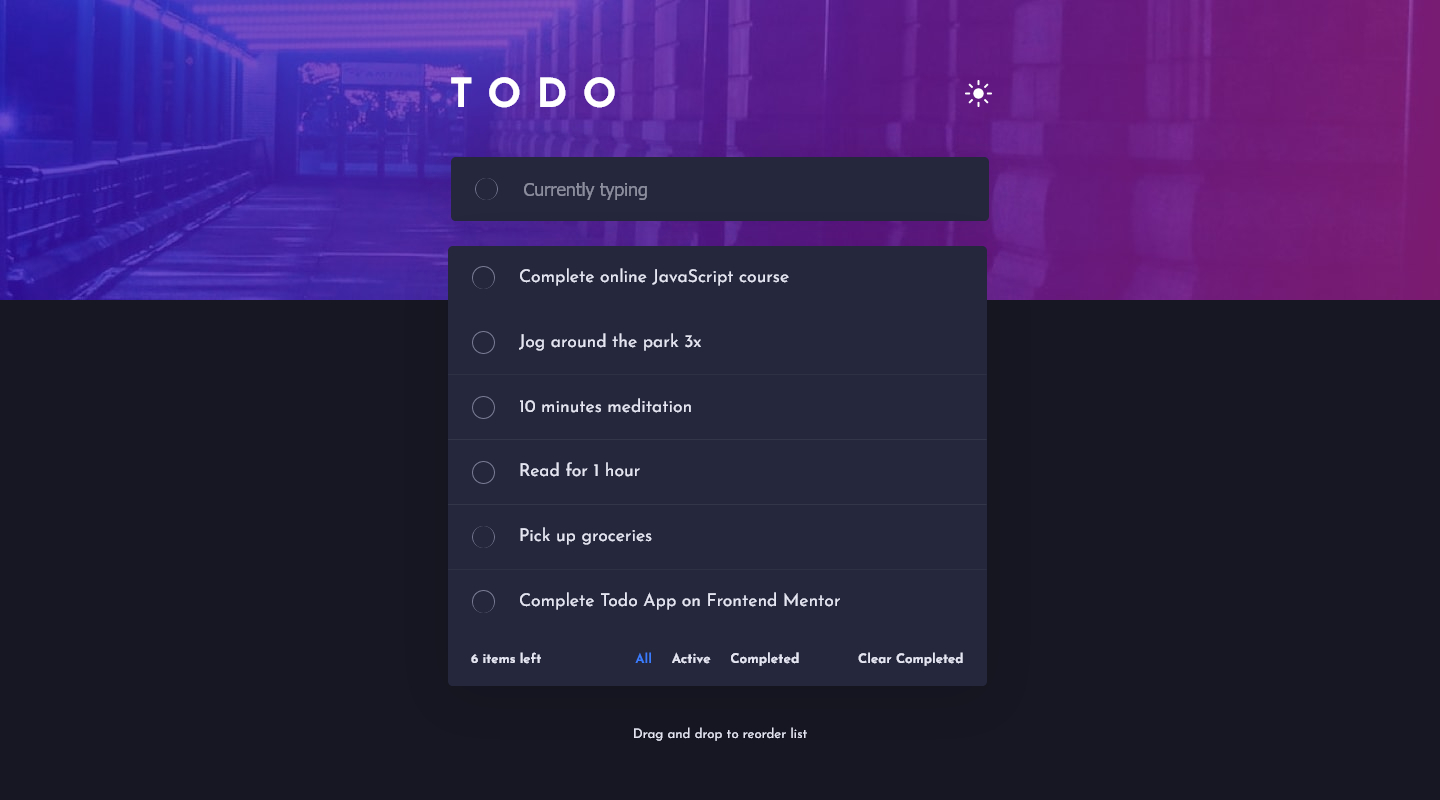 TODO
Currently typing
Complete online JavaScript course
Jog around the park 3x
10 minutes meditation
Read for 1 hour
Pick up groceries
Complete Todo App on Frontend Mentor
6 items left All Active Completed Clear Completed
Drag and drop to reorder list